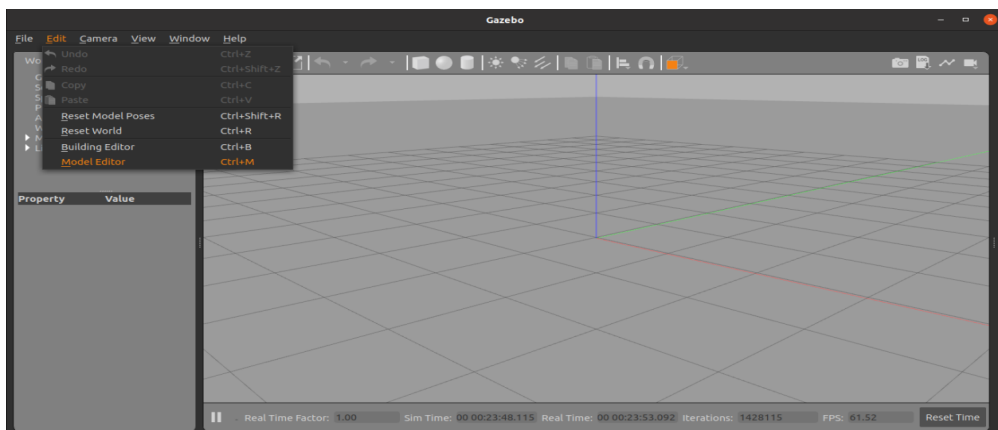 Gazebo
File Edit Camera View Window Help
Undo Ctrl+Z
Redo Ctrl+Shift+Z
Copy Ctrl+C
Paste Ctrl+V
Reset Model Poses Ctrl+Shift+R
Reset World Ctrl+R
Building Editor Ctrl+B
Model Editor Ctrl+M
Property Value
Real Time Factor: 1.00 Sim Time: 00 00:23:48.115 Real Time: 00 00:23:53.092 Iterations: 1428115 FPS: 61.52 Reset Time